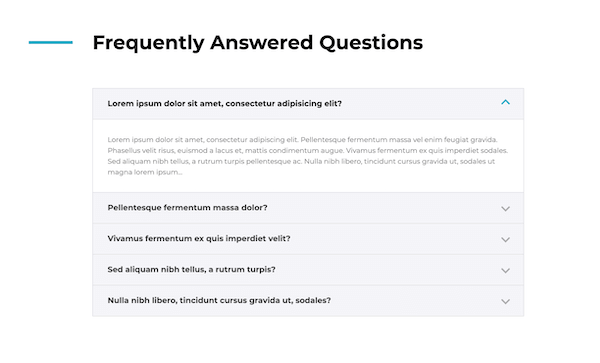 Frequently Answered Questions
Lorem ipsum dolor sit amet, consectetur adipisicing elit?
Lorem ipsum dolor sit amet, consectetur adipiscing elit. Pellentesque fermentum massa vel enim feugiat gravida.
Phasellus velit risus, euismod a lacus et, mattis condimentum augue. Vivamus fermentum ex quis imperdiet sodales.
Sed aliquam nibh tellus, a rutrum turpis pellentesque ac. Nulla nibh libero, tincidunt cursus gravida ut, sodales ut
magna lorem ipsum...
Pellentesque fermentum massa dolor?
Vivamus fermentum ex quis imperdiet velit?
Sed aliquam nibh tellus, a rutrum turpis?
Nulla nibh libero, tincidunt cursus gravida ut, sodales?